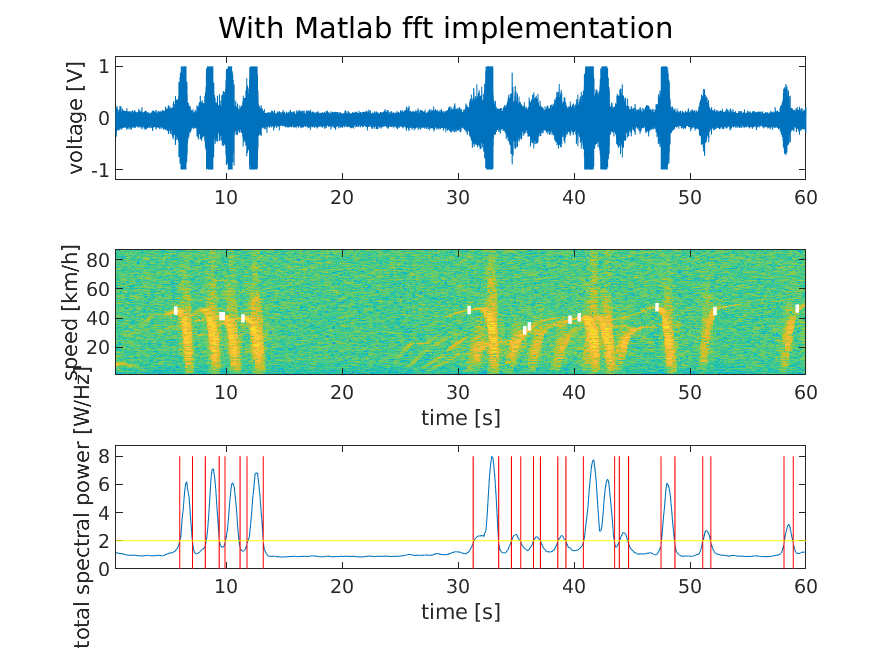 With Matlab fft implementation
voltage [V]
1
0
-1
10 20 30 40 50 60
speed [km/h]
80
60
40
20
10 20 30 40 50 60
time [s]
total spectral power [W/Hz]
8
6
4
2
0
10 20 30 40 50 60
time [s]